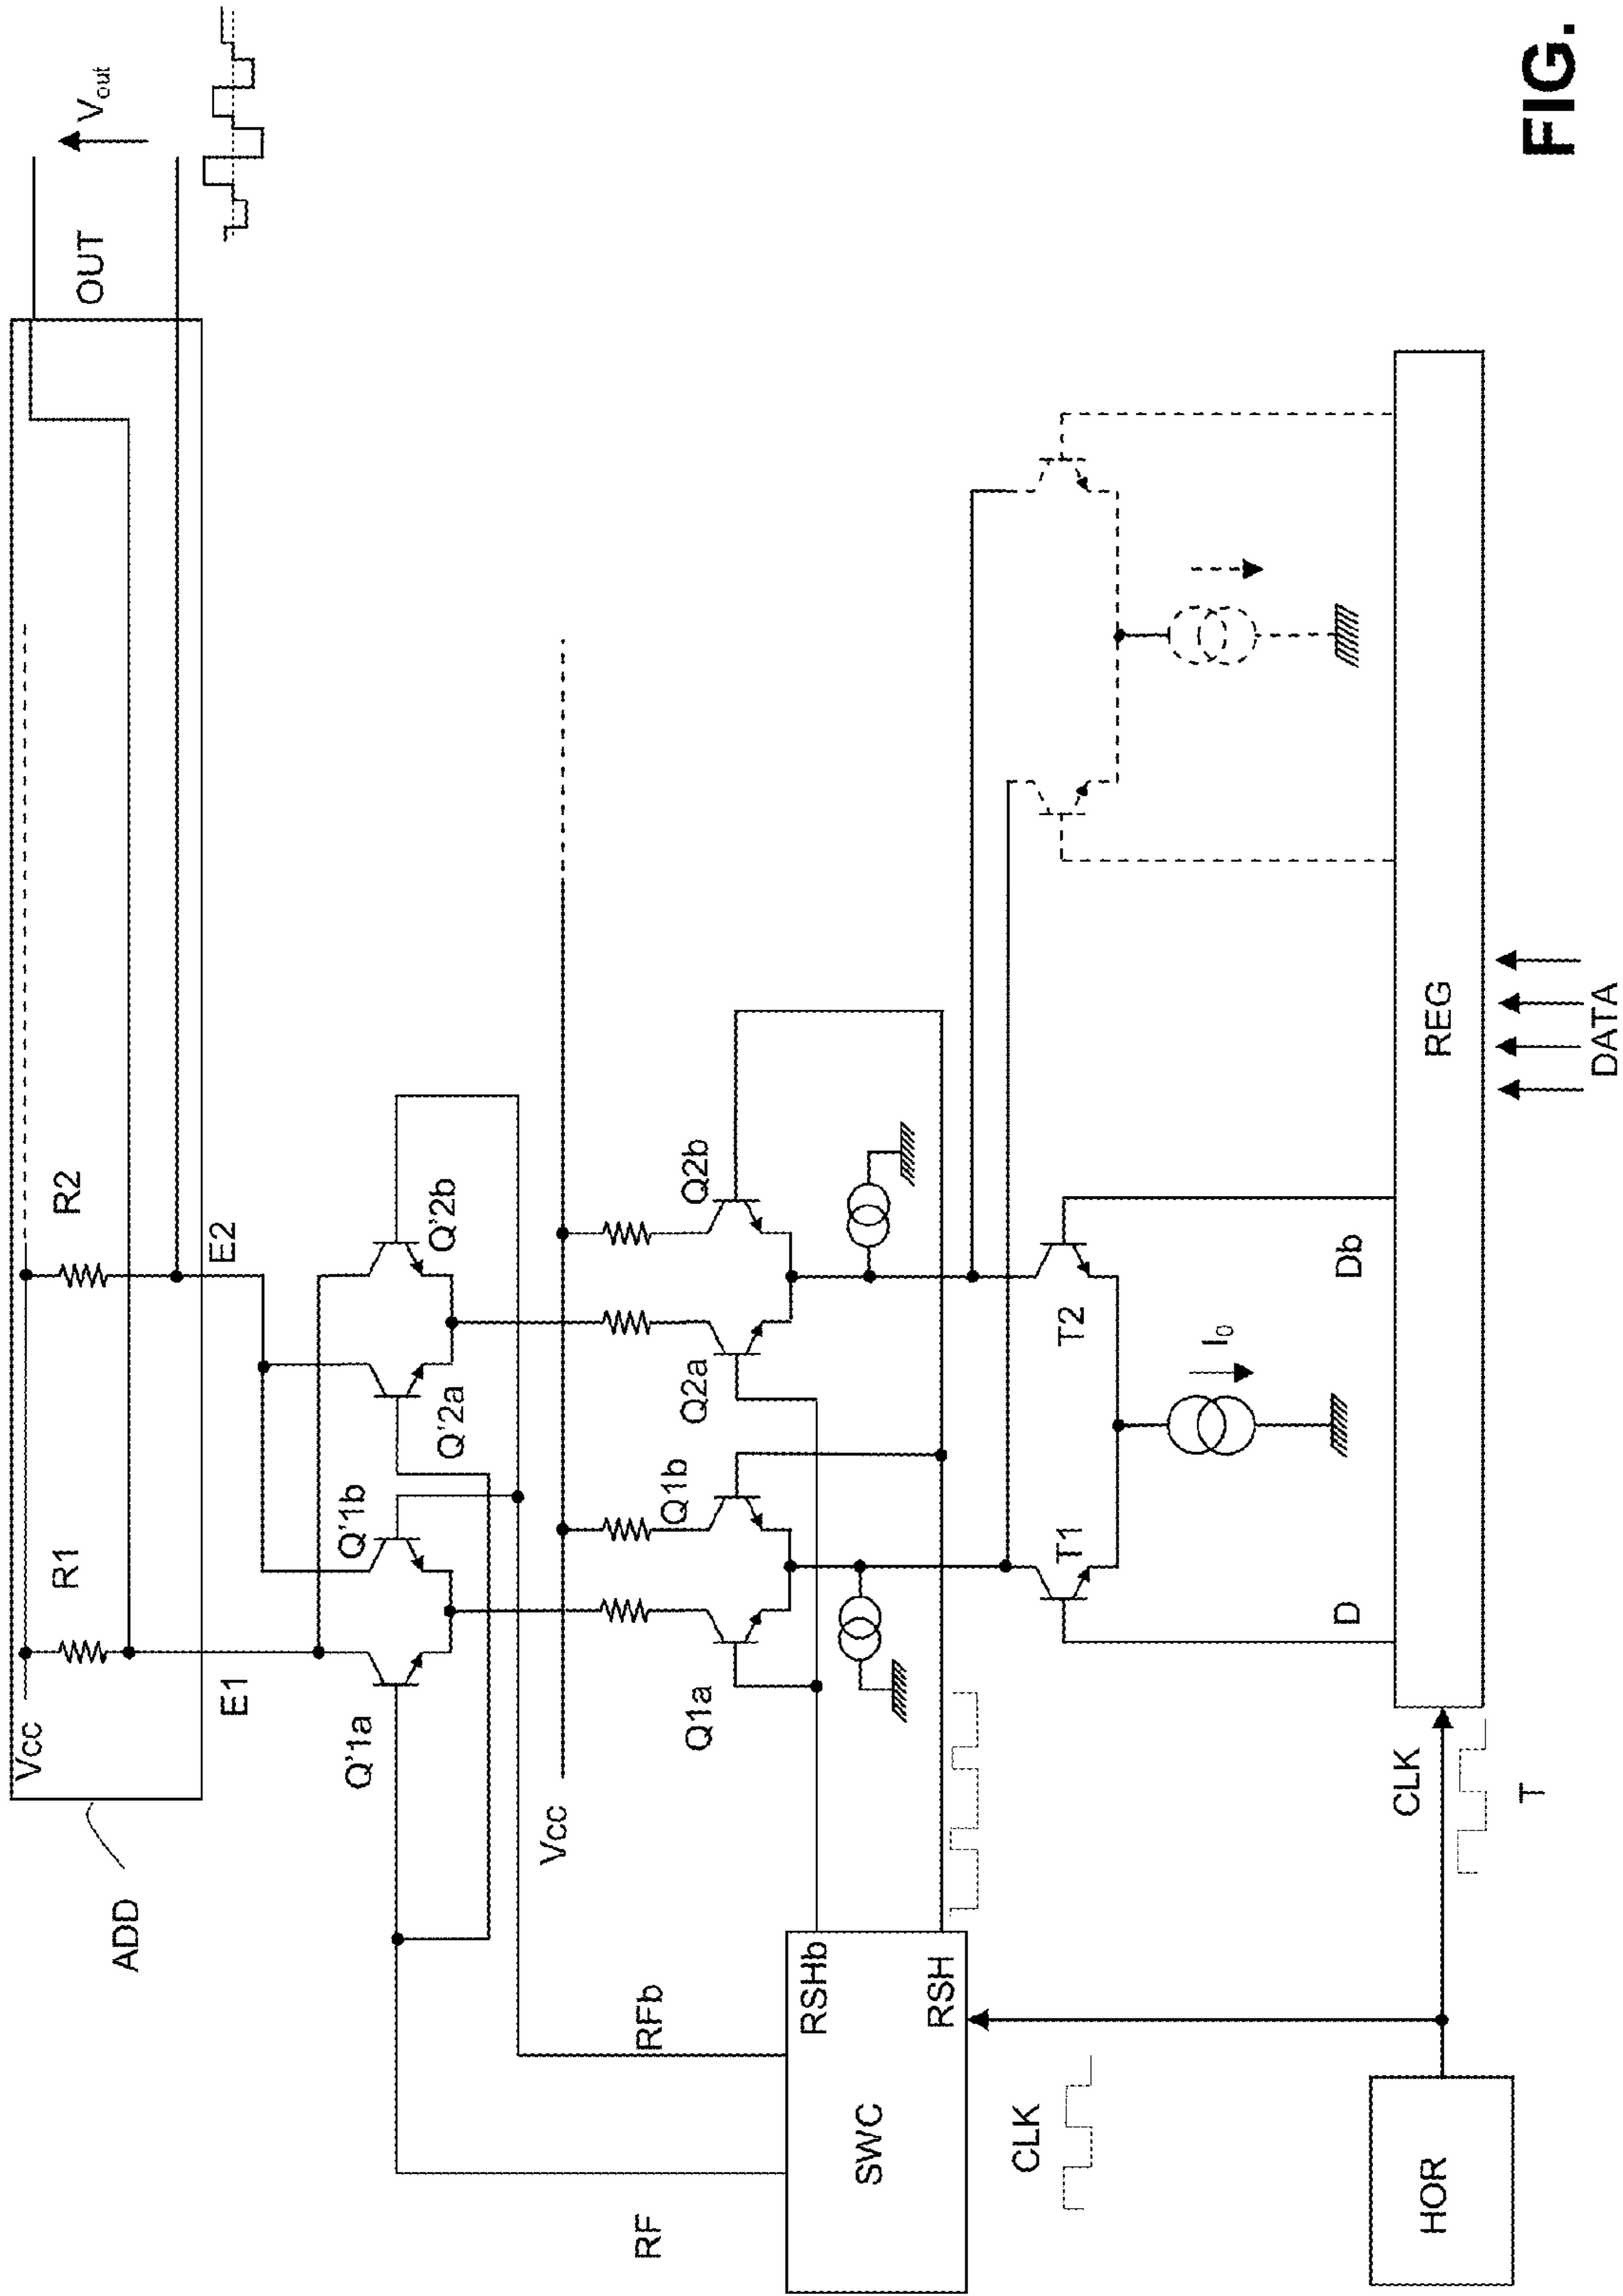 ADD
Vcc
R1
R2
OUT
Vout
E1
E2
Q'1a
Q'1b
Q'2a
Q'2b
RF
RFb
Vcc
Q1a
Q1b
Q2a
Q2b
SWC
RSHb
RSH
T1
T2
I0
CLK
D
Db
HOR
CLK
T
REG
DATA
FIG.